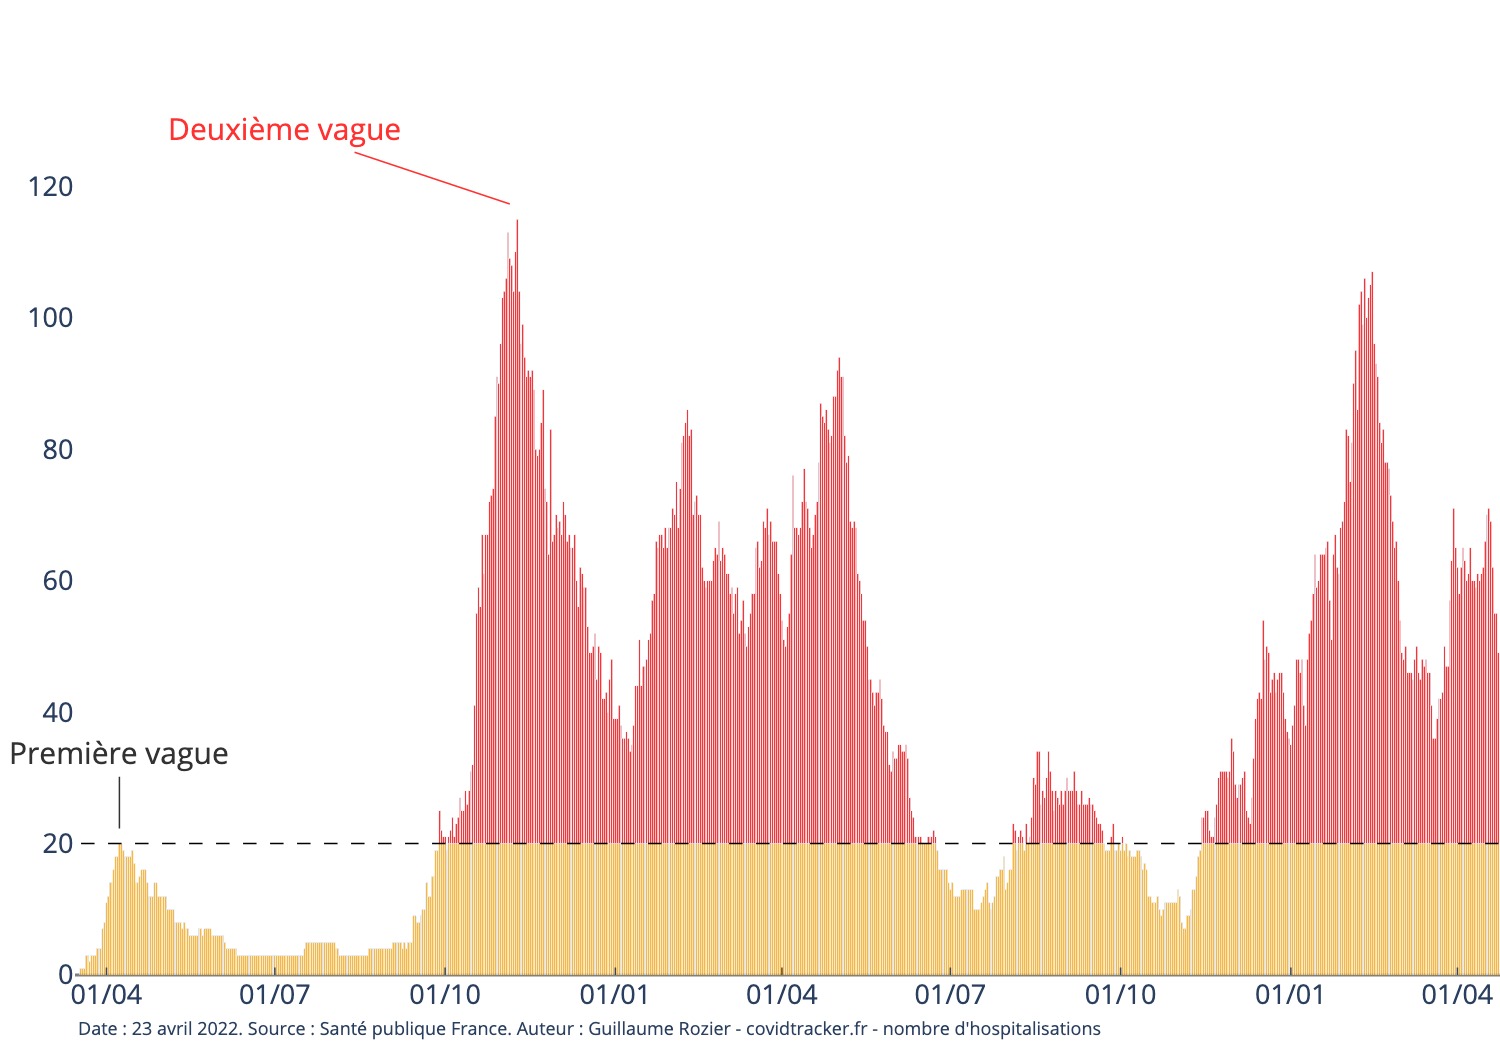 Deuxième vague
120
100
80
60
40
Première vague
20
0
01/04 01/07 01/10 01/01 01/04 01/07 01/10 01/01 01/04
Date : 23 avril 2022. Source : Santé publique France. Auteur : Guillaume Rozier - covidtracker.fr - nombre d'hospitalisations